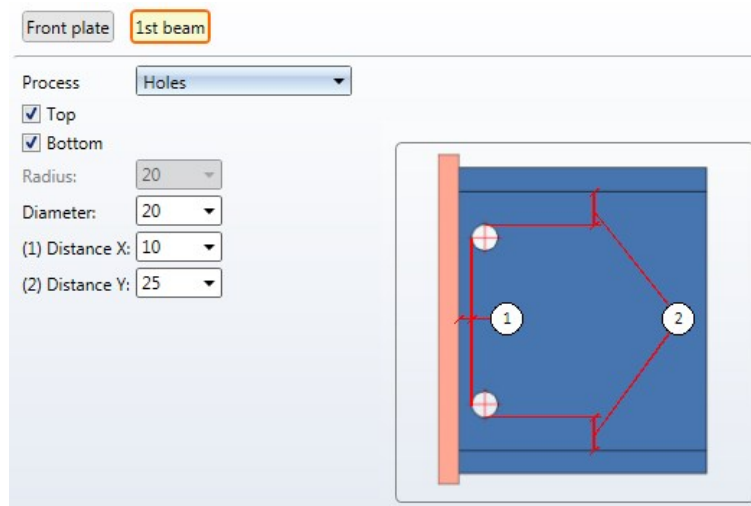 Front plate 1st beam
Process Holes
Top
Bottom
Radius: 20
Diameter: 20
(1) Distance X: 10
(2) Distance Y: 25
1 2